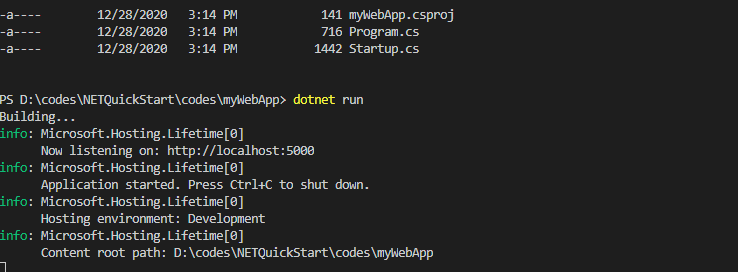 -a---- 12/28/2020 3:14 PM 141 myWebApp.csproj
-a---- 12/28/2020 3:14 PM 716 Program.cs
-a---- 12/28/2020 3:14 PM 1442 Startup.cs
PS D:\codes\NETQuickStart\codes\myWebApp> dotnet run
Building...
info: Microsoft.Hosting.Lifetime[0]
Now listening on: http://localhost:5000
info: Microsoft.Hosting.Lifetime[0]
Application started. Press Ctrl+C to shut down.
info: Microsoft.Hosting.Lifetime[0]
Hosting environment: Development
info: Microsoft.Hosting.Lifetime[0]
Content root path: D:\codes\NETQuickStart\codes\myWebApp